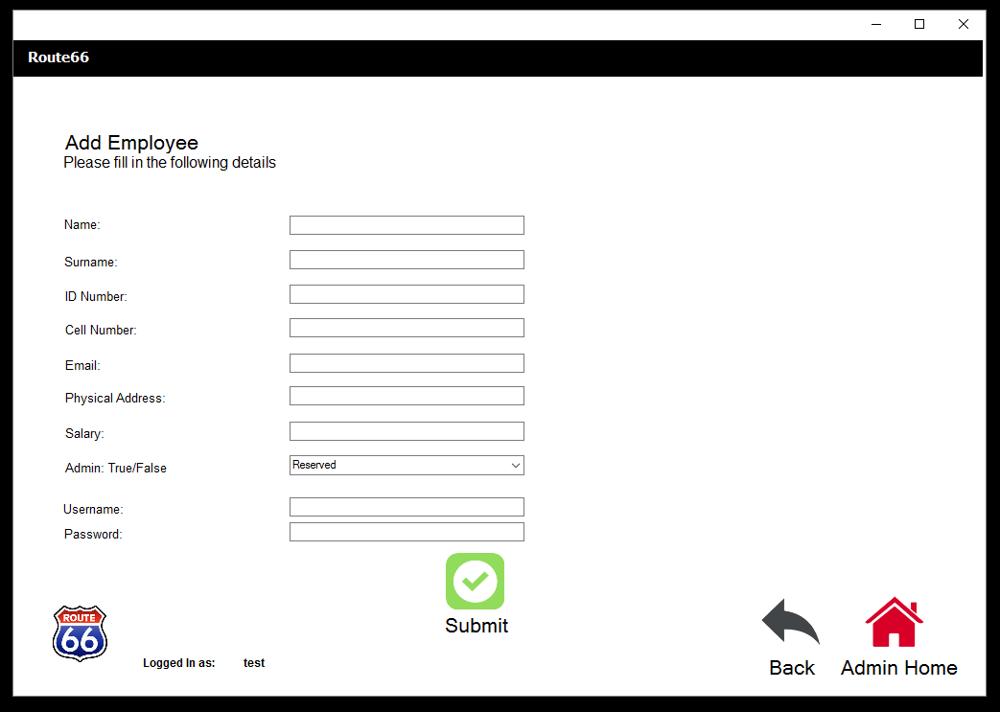 Route66
Add Employee
Please fill in the following details
Name:
Surname:
ID Number:
Cell Number:
Email:
Physical Address:
Salary:
Admin: True/False Reserved
Username:
Password:
Submit
ROUTE
66
Logged In as: test
Back Admin Home